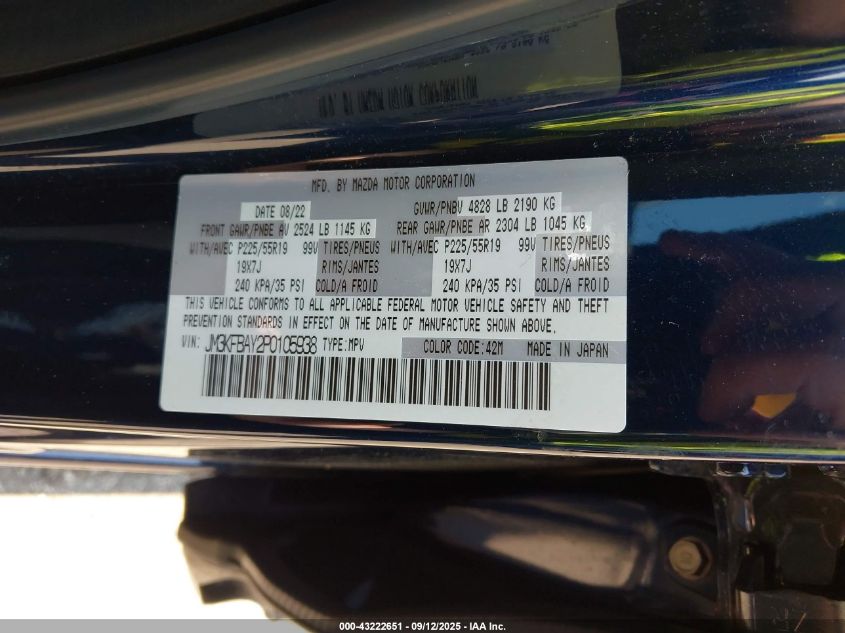 MFD. BY MAZDA MOTOR CORPORATION
DATE 08/22 GVWR/PNBV 4828 LB 2190 KG
FRONT GAWR/PNBE AV 2524 LB 1145 KG REAR GAWR/PNBE AR 2304 LB 1045 KG
WITH/AVEC P225/55R19 99V TIRES/PNEUS WITH/AVEC P225/55R19 99V TIRES/PNEUS
19X7J RIMS/JANTES 19X7J RIMS/JANTES
240 KPA/35 PSI COLD/A FROID 240 KPA/35 PSI COLD/A FROID
THIS VEHICLE CONFORMS TO ALL APPLICABLE FEDERAL MOTOR VEHICLE SAFETY AND THEFT
PREVENTION STANDARDS IN EFFECT ON THE DATE OF MANUFACTURE SHOWN ABOVE.
VIN: JM3KFBAY2P0105938 TYPE:MPV COLOR CODE:42M MADE IN JAPAN
000-43222651 - 09/12/2025 - IAA Inc.